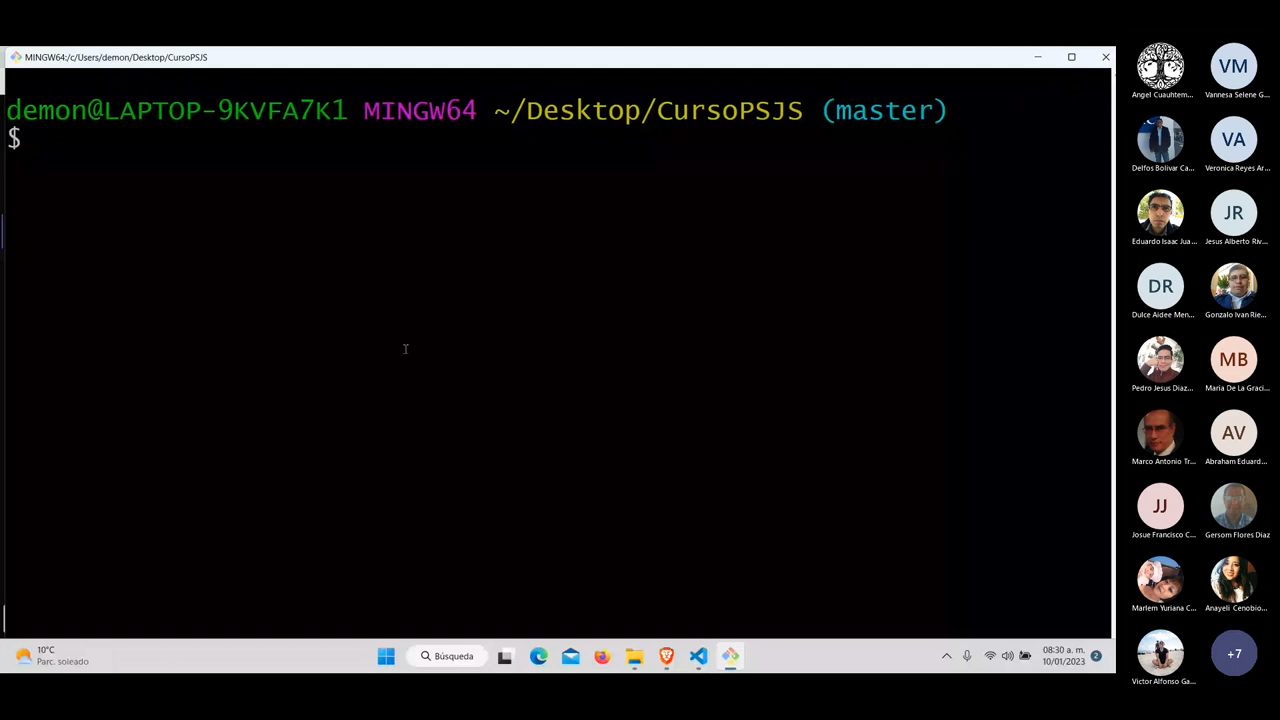 MINGW64:/c/Users/demon/Desktop/CursoPSJS
demon@LAPTOP-9KVFA7K1 MINGW64 ~/Desktop/CursoPSJS (master)
$
Angel Cuauhtem...
VM
Vannesa Selene G...
Delfos Bolivar Ca...
VA
Veronica Reyes Ar...
Eduardo Isaac Jua...
JR
Jesus Alberto Riv...
DR
Dulce Aidee Men...
Gonzalo Ivan Rie...
Pedro Jesus Diaz...
MB
Maria De La Graci...
Marco Antonio Tr...
AV
Abraham Eduard...
JJ
Josue Francisco C...
Gersom Flores Diaz
Marlem Yuriana C...
Anayeli Cenobio...
Victor Alfonso Ga...
+7
10°C
Parc. soleado
Búsqueda
08:30 a. m.
10/01/2023
2